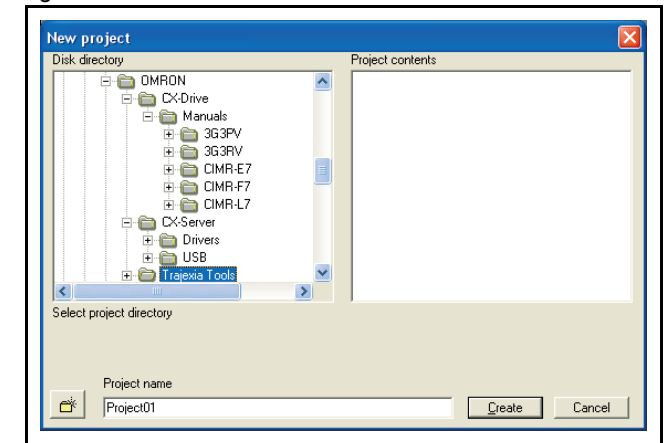 New project
Disk directory
Project contents
OMRON
CX-Drive
Manuals
3G3PV
3G3RV
CIMR-E7
CIMR-F7
CIMR-L7
CX-Server
Drivers
USB
Trajexia Tools
Select project directory
Project name
Project01
Create
Cancel